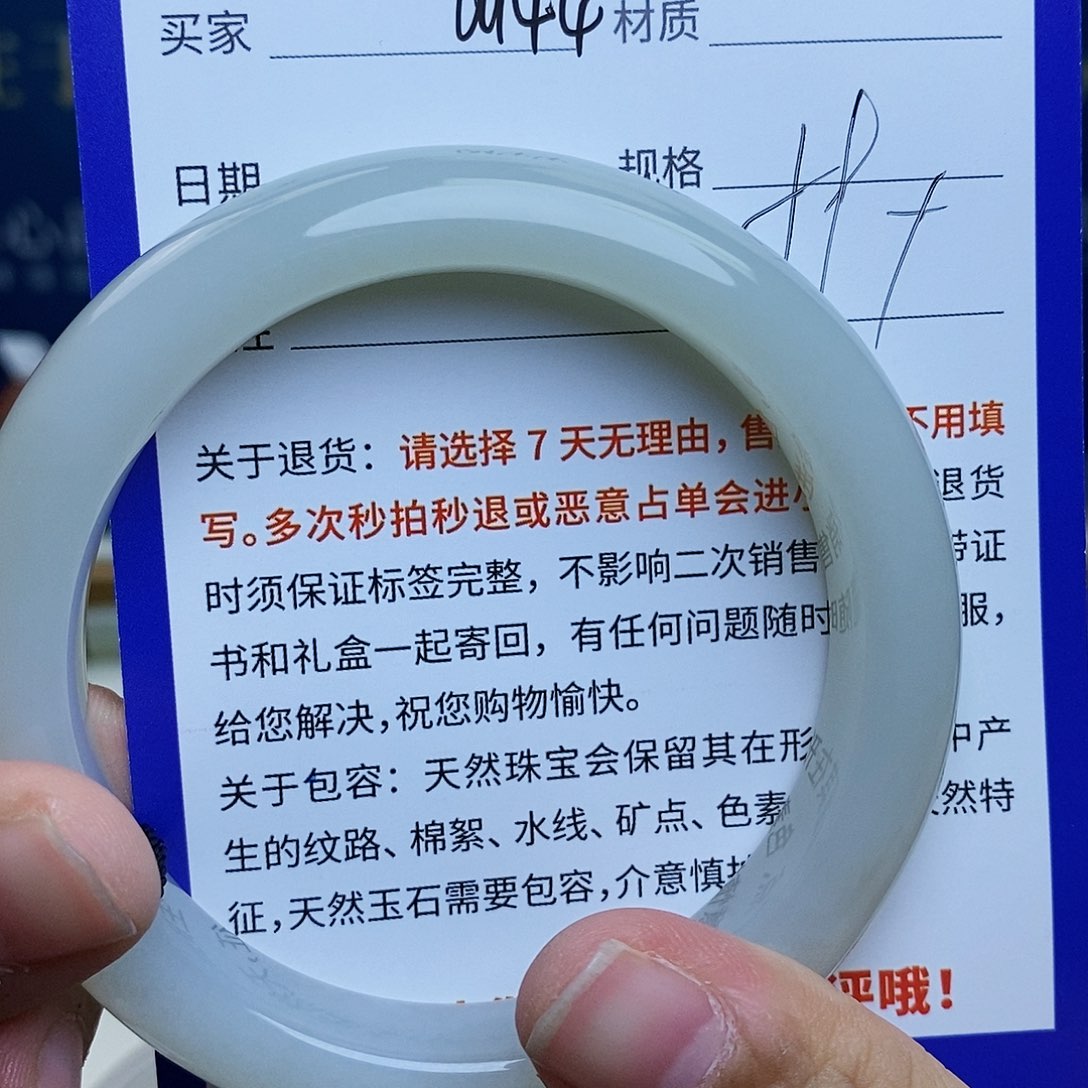 买家 材质
日期 规格
注
关于退货：请选择7天无理由，售 不用填
写。多次秒拍秒退或恶意占单会进小 退货
时须保证标签完整，不影响二次销售 带证
书和礼盒一起寄回，有任何问题随时 服，
给您解决，祝您购物愉快。
关于包容：天然珠宝会保留其在形 中产
生的纹路、棉絮、水线、矿点、色素 天然特
征，天然玉石需要包容，介意慎拍
评哦！